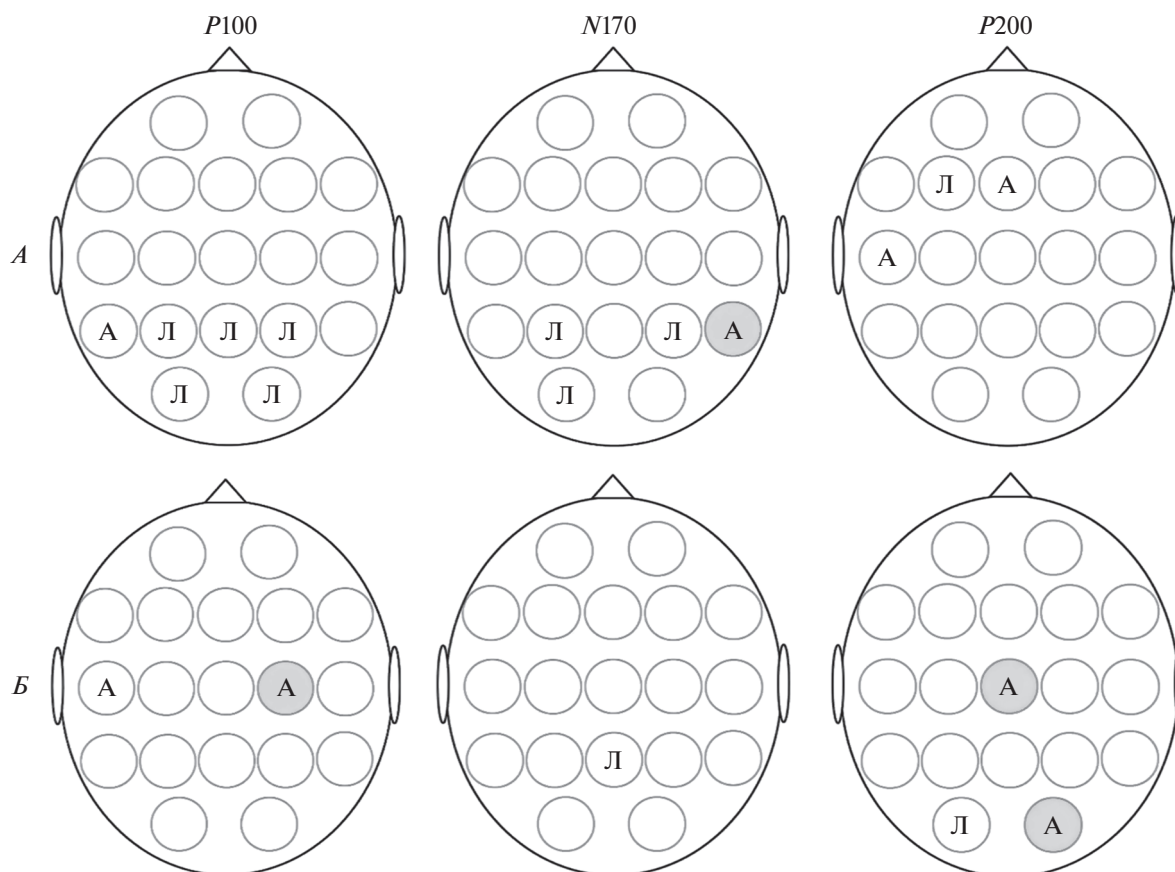 P100 N170 P200
Л А
А А
А Л Л Л Л Л А
Л Л Л
Б А А А
Л
Л А